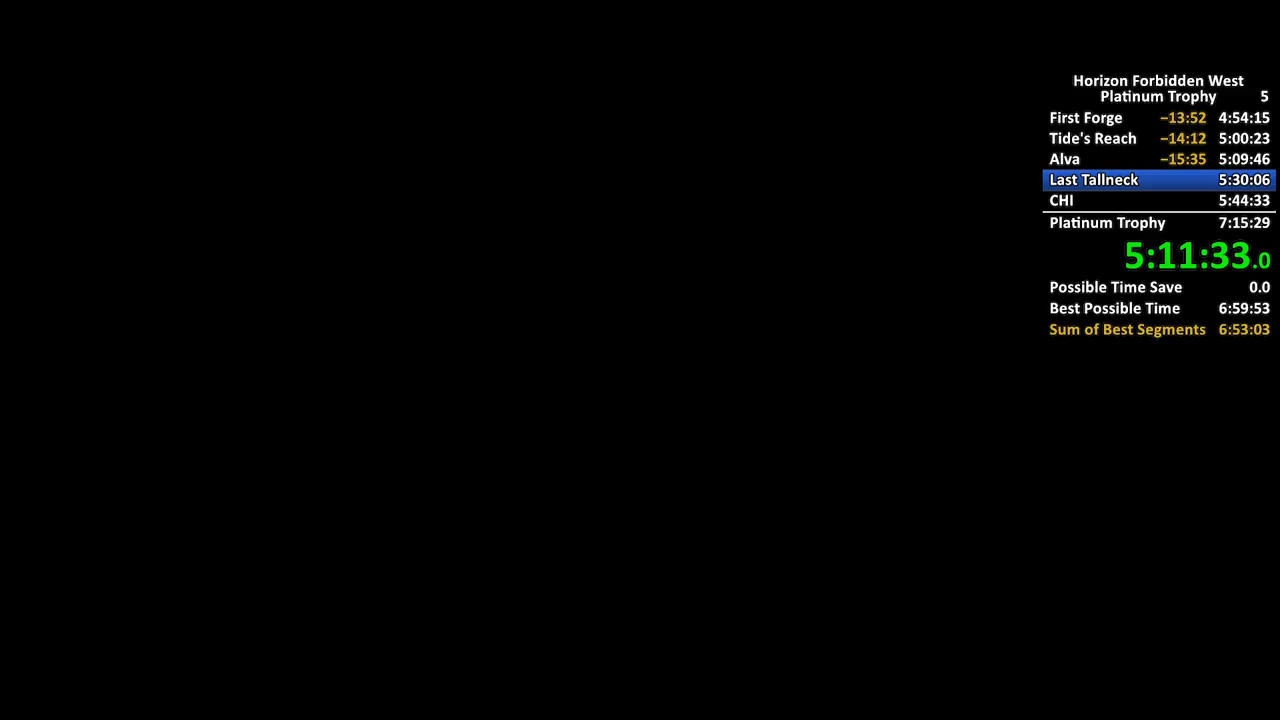 Horizon Forbidden West
Platinum Trophy 5
First Forge −13:52 4:54:15
Tide's Reach −14:12 5:00:23
Alva −15:35 5:09:46
Last Tallneck 5:30:06
CHI 5:44:33
Platinum Trophy 7:15:29
5:11:33.0
Possible Time Save 0.0
Best Possible Time 6:59:53
Sum of Best Segments 6:53:03